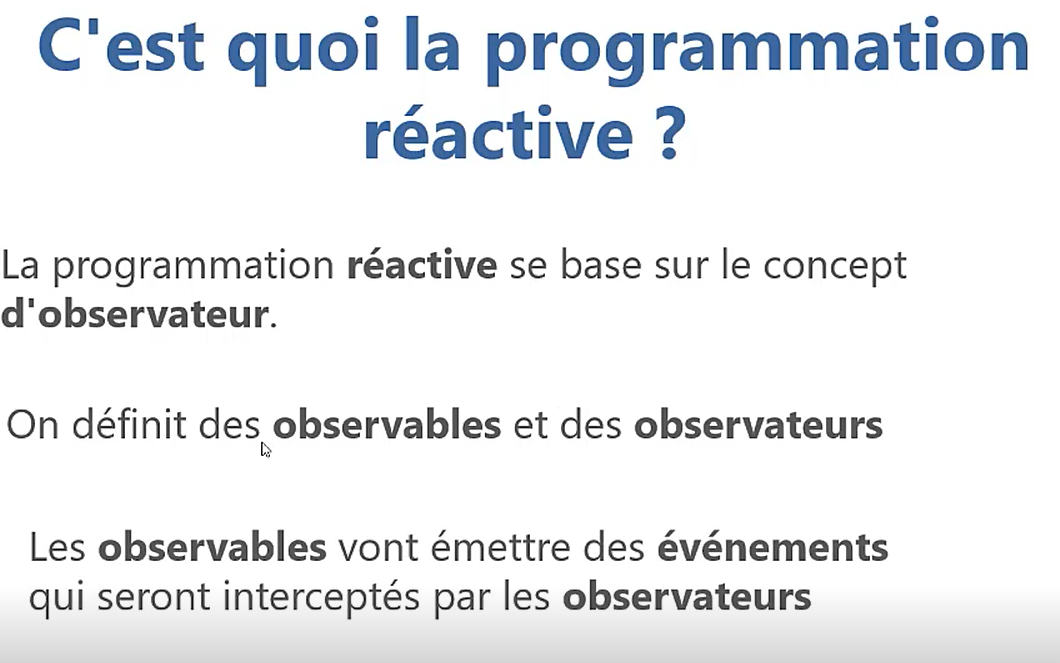 C'est quoi la programmation
réactive ?
La programmation réactive se base sur le concept
d'observateur.
On définit des observables et des observateurs
Les observables vont émettre des événements
qui seront interceptés par les observateurs